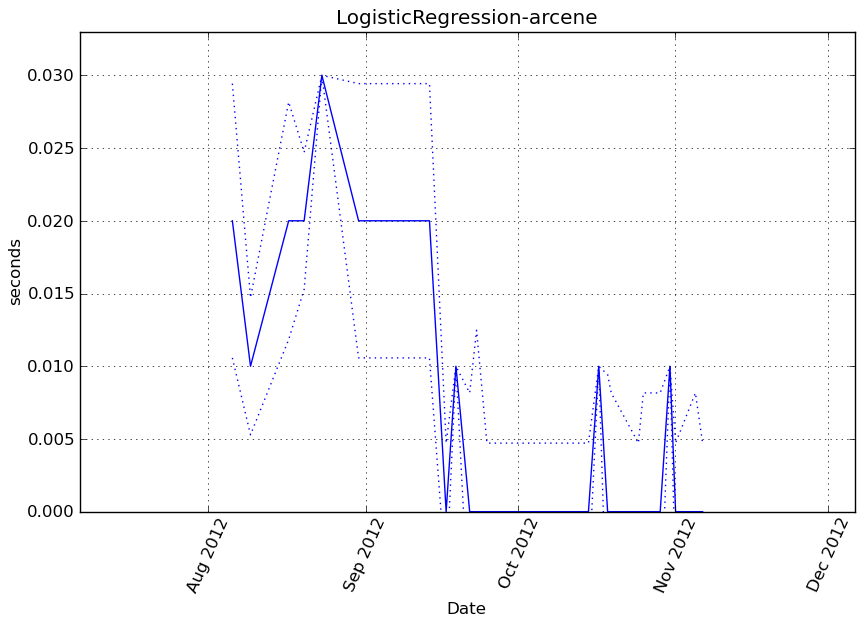 LogisticRegression-arcene
0.030
0.025
0.020
0.015
0.010
0.005
0.000
seconds
Aug 2012
Sep 2012
Oct 2012
Nov 2012
Dec 2012
Date